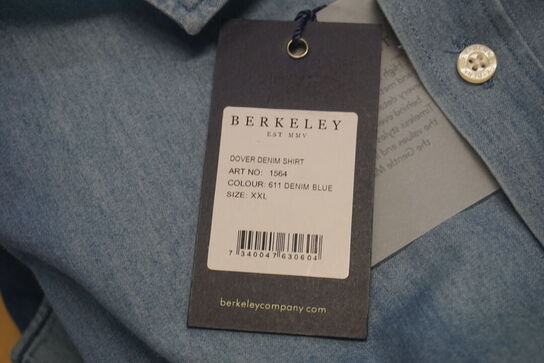 BERKELEY
EST MMV
DOVER DENIM SHIRT
ART NO: 1564
COLOUR: 611 DENIM BLUE
SIZE: XXL
7 340047 630604
berkeleycompany.com